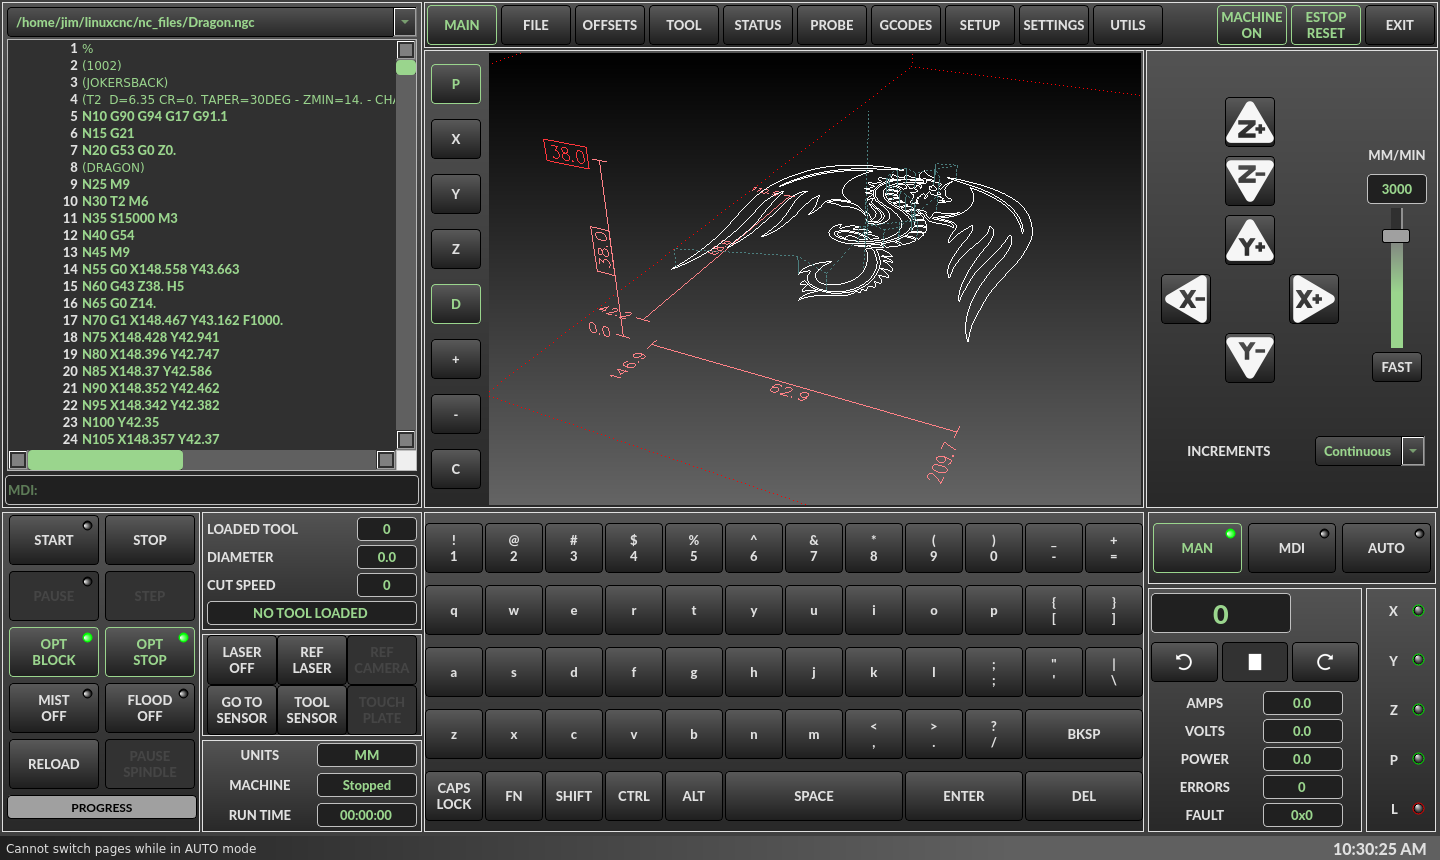 /home/jim/linuxcnc/nc_files/Dragon.ngc
MAIN
FILE
OFFSETS
TOOL
STATUS
PROBE
GCODES
SETUP
SETTINGS
UTILS
MACHINE
ON
ESTOP
RESET
EXIT
1 %
2 (1002)
3 (JOKERSBACK)
4 (T2 D=6.35 CR=0. TAPER=30DEG - ZMIN=14. - CHA
5 N10 G90 G94 G17 G91.1
6 N15 G21
7 N20 G53 G0 Z0.
8 (DRAGON)
9 N25 M9
10 N30 T2 M6
11 N35 S15000 M3
12 N40 G54
13 N45 M9
14 N55 G0 X148.558 Y43.663
15 N60 G43 Z38. H5
16 N65 G0 Z14.
17 N70 G1 X148.467 Y43.162 F1000.
18 N75 X148.428 Y42.941
19 N80 X148.396 Y42.747
20 N85 X148.37 Y42.586
21 N90 X148.352 Y42.462
22 N95 X148.342 Y42.382
23 N100 Y42.35
24 N105 X148.357 Y42.37
MDI:
P
X
Y
Z
D
+
-
C
38.0
38.0
0.0
146.9
62.9
209.7
Z+
Z-
Y+
X-
X+
Y-
MM/MIN
3000
FAST
INCREMENTS
Continuous
START
STOP
PAUSE
STEP
OPT
BLOCK
OPT
STOP
MIST
OFF
FLOOD
OFF
RELOAD
PAUSE
SPINDLE
PROGRESS
LOADED TOOL 0
DIAMETER 0.0
CUT SPEED 0
NO TOOL LOADED
LASER
OFF
REF
LASER
REF
CAMERA
GO TO
SENSOR
TOOL
SENSOR
TOUCH
PLATE
UNITS MM
MACHINE Stopped
RUN TIME 00:00:00
! @ # $ % ^ & * ( ) _ +
1 2 3 4 5 6 7 8 9 0 - =
q w e r t y u i o p { }
[ ]
a s d f g h j k l : " |
; ' \
z x c v b n m < > ? BKSP
, . /
CAPS
LOCK
FN
SHIFT
CTRL
ALT
SPACE
ENTER
DEL
MAN
MDI
AUTO
0
AMPS 0.0
VOLTS 0.0
POWER 0.0
ERRORS 0
FAULT 0x0
X
Y
Z
P
L
Cannot switch pages while in AUTO mode
10:30:25 AM